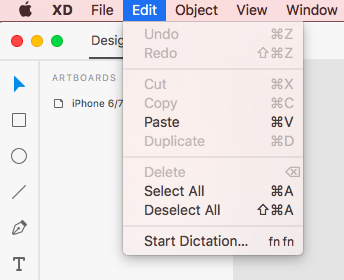 XD File Edit Object View Window
Desig
Undo ⌘Z
Redo ⇧⌘Z
ARTBOARDS
Cut ⌘X
iPhone 6/7
Copy ⌘C
Paste ⌘V
Duplicate ⌘D
Delete ⌫
Select All ⌘A
Deselect All ⇧⌘A
Start Dictation... fn fn
T